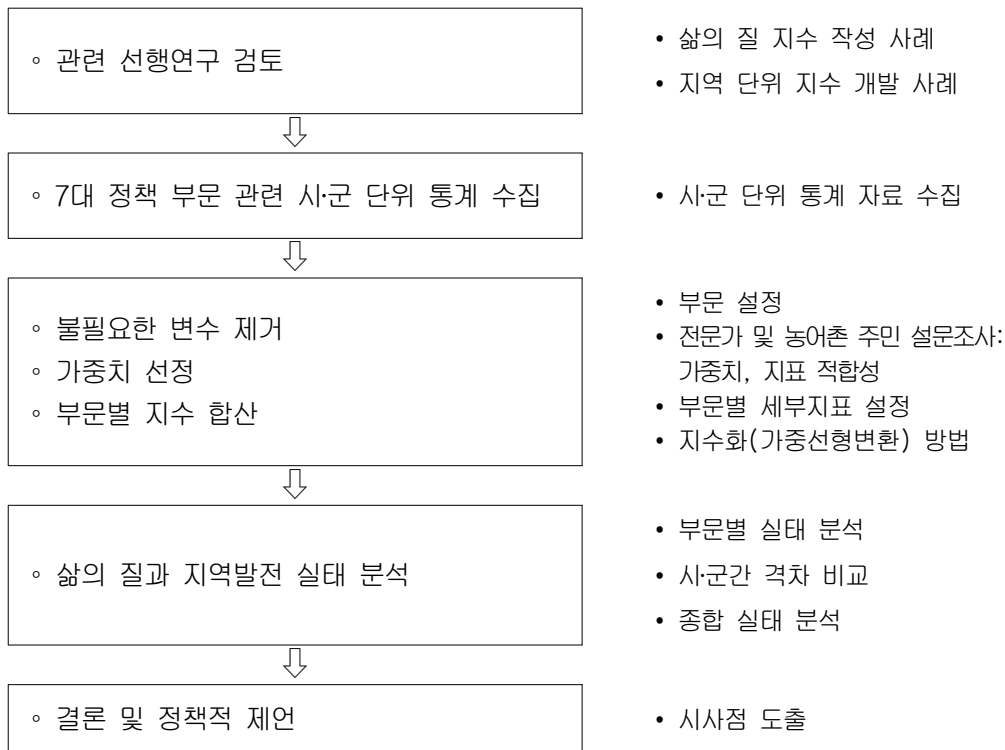 ◦ 관련 선행연구 검토
• 삶의 질 지수 작성 사례
• 지역 단위 지수 개발 사례
◦ 7대 정책 부문 관련 시·군 단위 통계 수집
• 시·군 단위 통계 자료 수집
◦ 불필요한 변수 제거
◦ 가중치 선정
◦ 부문별 지수 합산
• 부문 설정
• 전문가 및 농어촌 주민 설문조사:
가중치, 지표 적합성
• 부문별 세부지표 설정
• 지수화(가중선형변환) 방법
◦ 삶의 질과 지역발전 실태 분석
• 부문별 실태 분석
• 시·군간 격차 비교
• 종합 실태 분석
◦ 결론 및 정책적 제언
• 시사점 도출